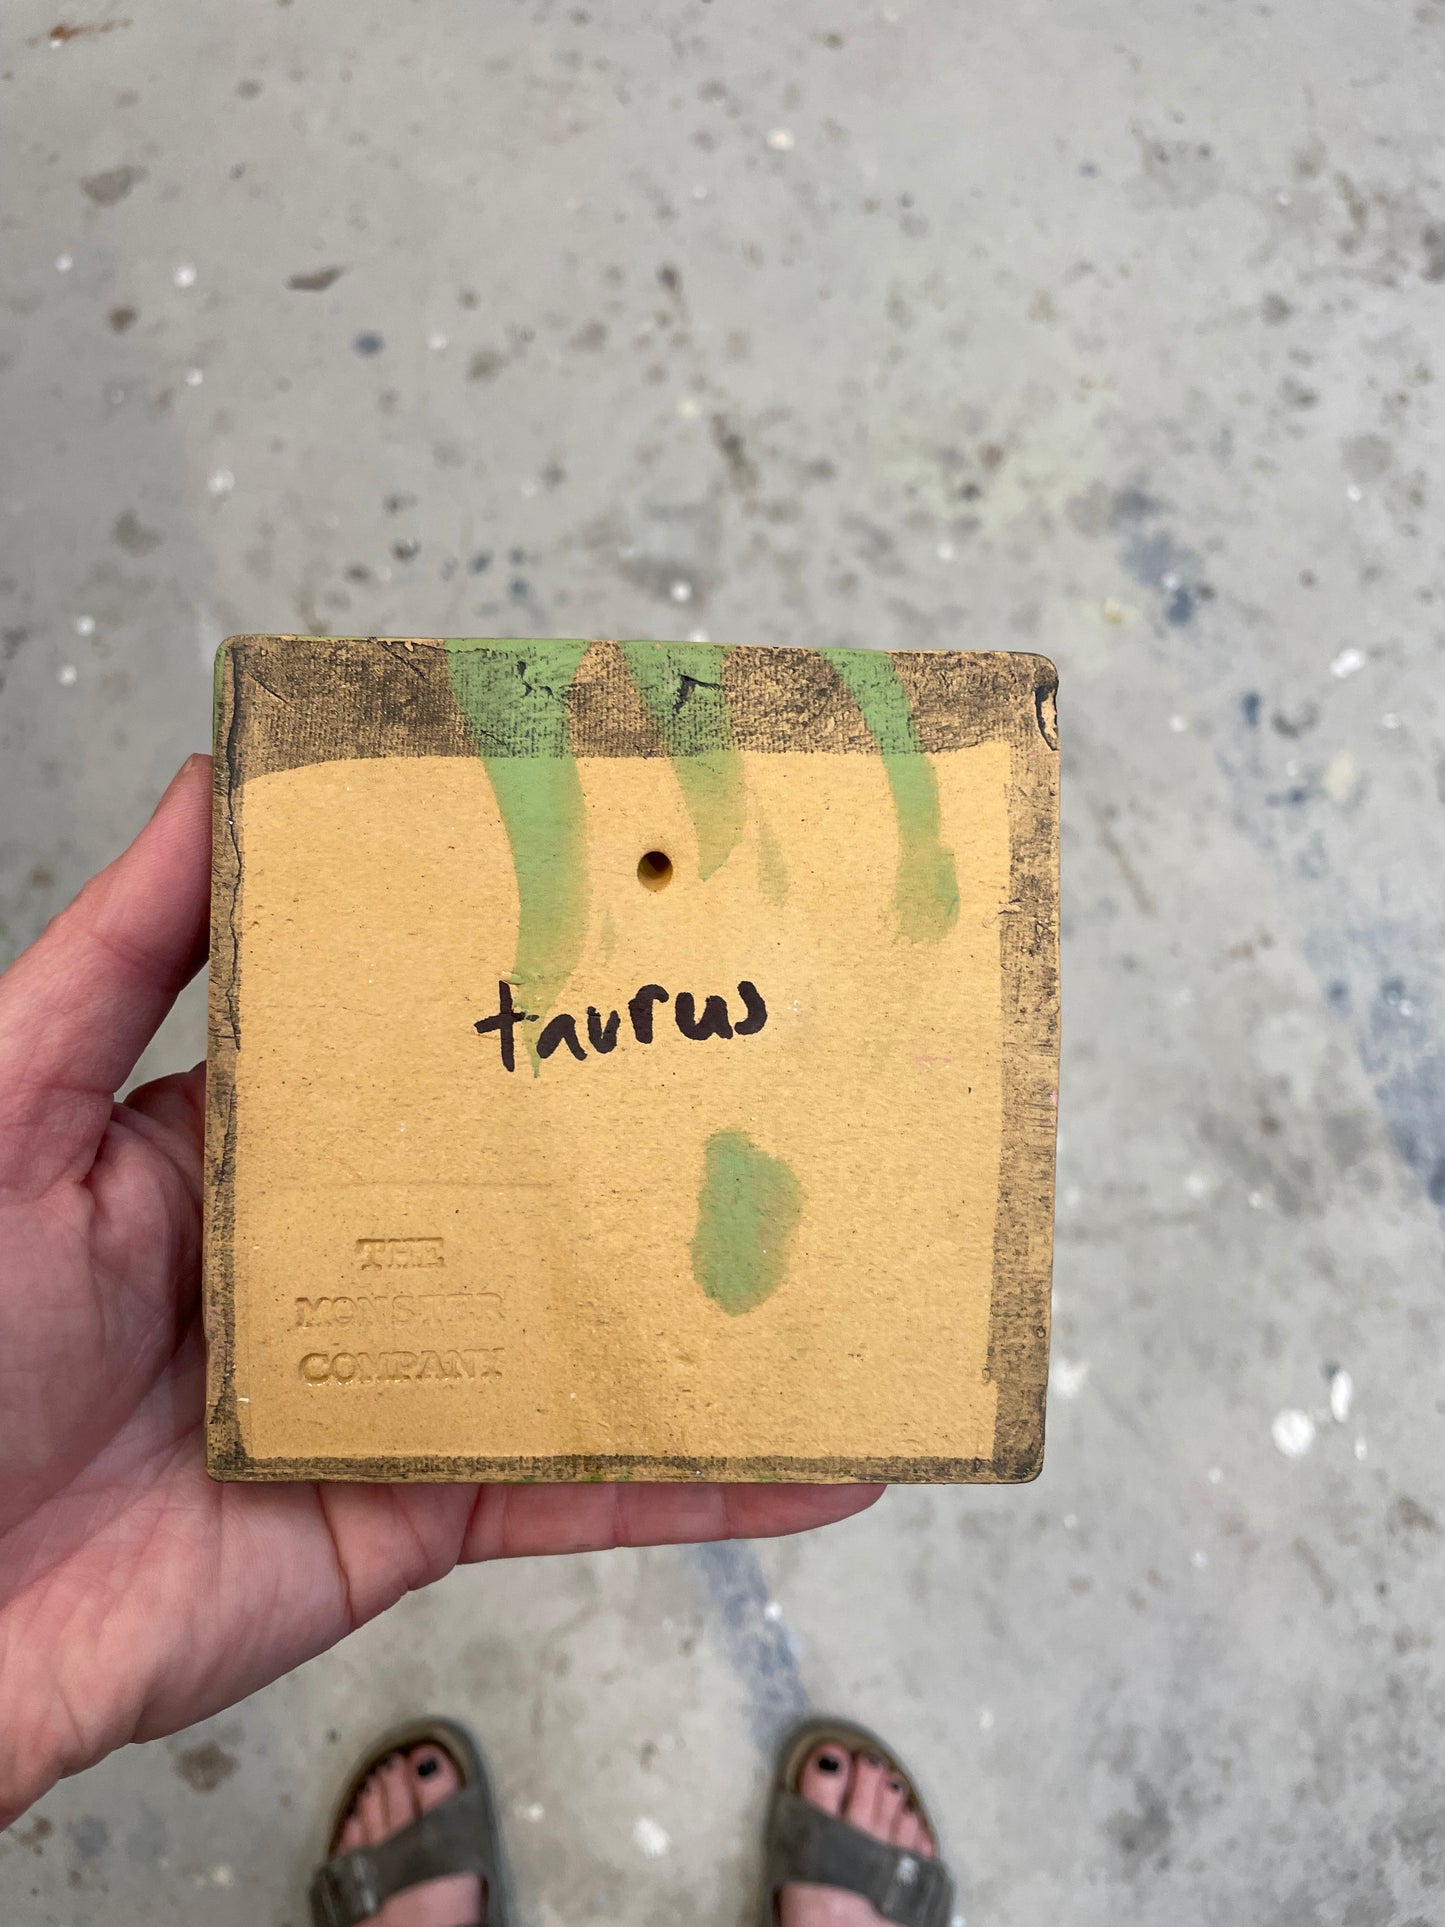 taurus
THE
MONSTER
COMPANY